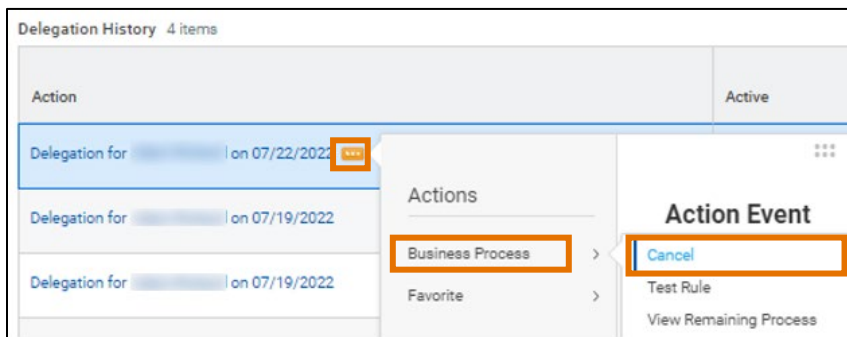 Delegation History 4 items
Action Active
Delegation for on 07/22/2022
Actions
Action Event
Delegation for on 07/19/2022
Business Process
Cancel
Delegation for on 07/19/2022
Favorite
Test Rule
View Remaining Process